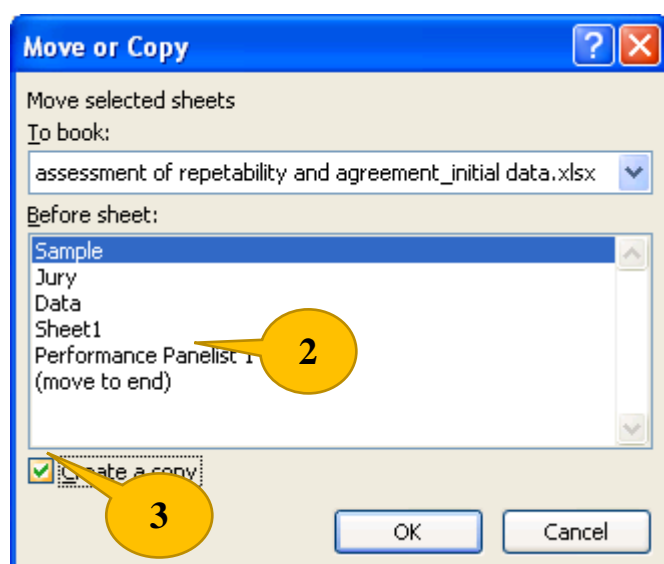 Move or Copy
Move selected sheets
To book:
assessment of repetability and agreement_initial data.xlsx
Before sheet:
Sample
Jury
Data
Sheet1
Performance Panelist 1
(move to end)
2
Create a copy
3
OK
Cancel